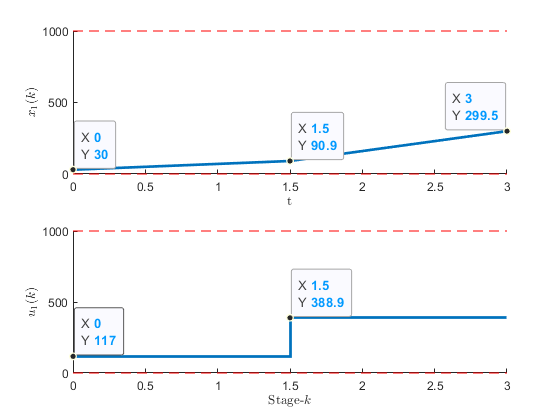 1000
x₁(k)
500
0
X 0
Y 30
X 1.5
Y 90.9
X 3
Y 299.5
0 0.5 1 1.5 2 2.5 3
t
1000
u₁(k)
500
0
X 0
Y 117
X 1.5
Y 388.9
0 0.5 1 1.5 2 2.5 3
Stage-k